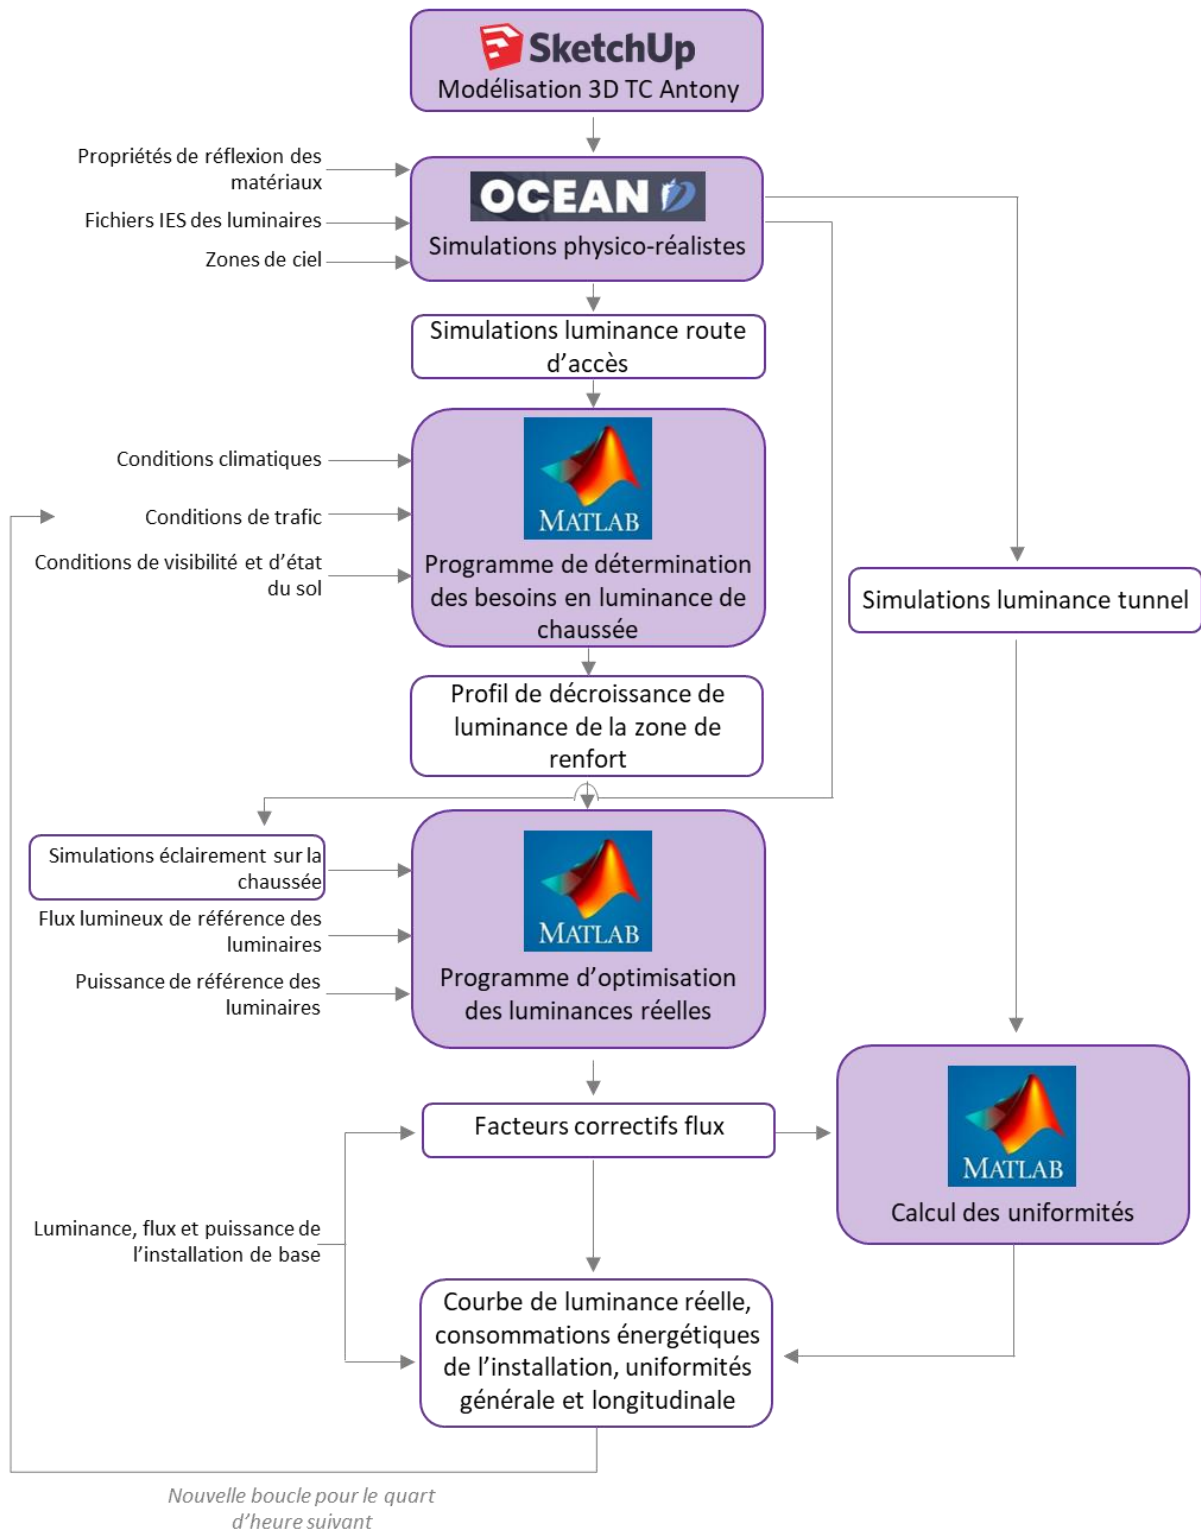 SketchUp
Modélisation 3D TC Antony
Propriétés de réflexion des
matériaux
Fichiers IES des luminaires
Zones de ciel
OCEAN
Simulations physico-réalistes
Simulations luminance route
d'accès
Conditions climatiques
Conditions de trafic
Conditions de visibilité et d'état
du sol
MATLAB
Programme de détermination
des besoins en luminance de
chaussée
Simulations luminance tunnel
Profil de décroissance de
luminance de la zone de
renfort
Simulations éclairement sur la
chaussée
Flux lumineux de référence des
luminaires
Puissance de référence des
luminaires
MATLAB
Programme d'optimisation
des luminances réelles
Facteurs correctifs flux
MATLAB
Calcul des uniformités
Luminance, flux et puissance de
l'installation de base
Courbe de luminance réelle,
consommations énergétiques
de l'installation, uniformités
générale et longitudinale
Nouvelle boucle pour le quart
d'heure suivant